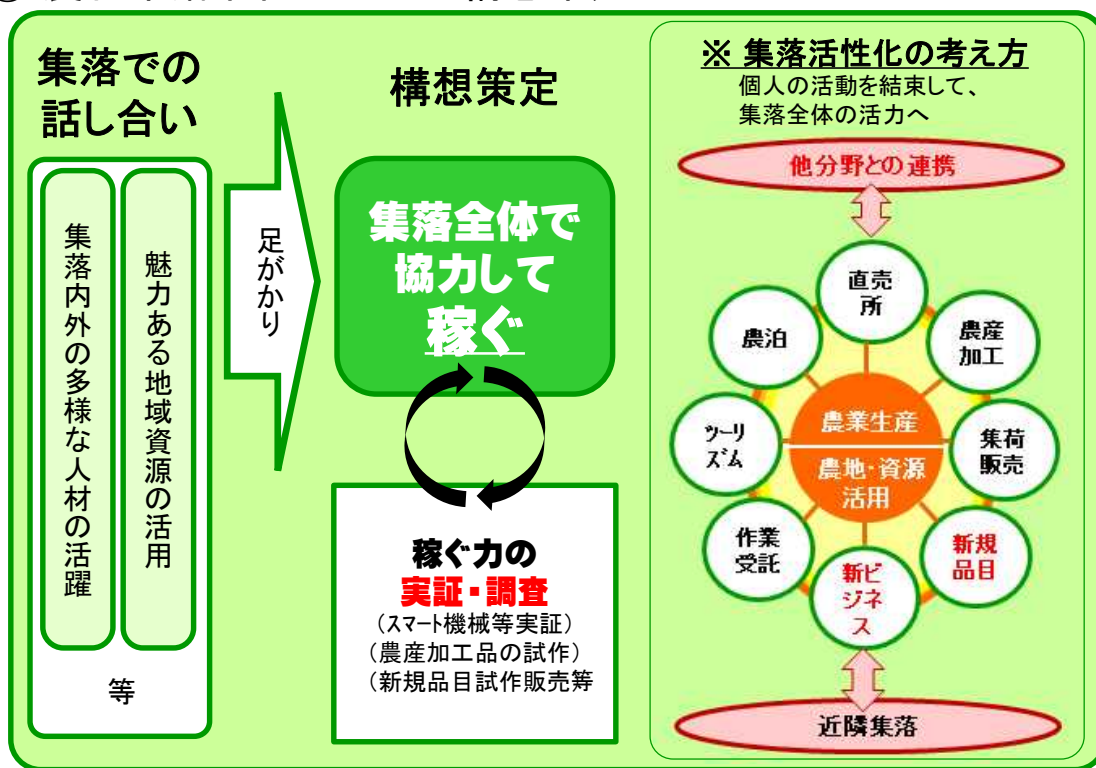 集落での
話し合い
集落内外の多様な人材の活躍
魅力ある地域資源の活用
等
足がかり
構想策定
集落全体で
協力して
稼ぐ
稼ぐ力の
実証・調査
(スマート機械等実証)
(農産加工品の試作)
(新規品目試作販売等
※ 集落活性化の考え方
個人の活動を結束して、
集落全体の活力へ
他分野との連携
直売
所
農産
加工
集荷
販売
新規
品目
新ビ
ジネ
ス
作業
受託
ツーリ
ズム
農泊
農業生産
農地・資源
活用
近隣集落